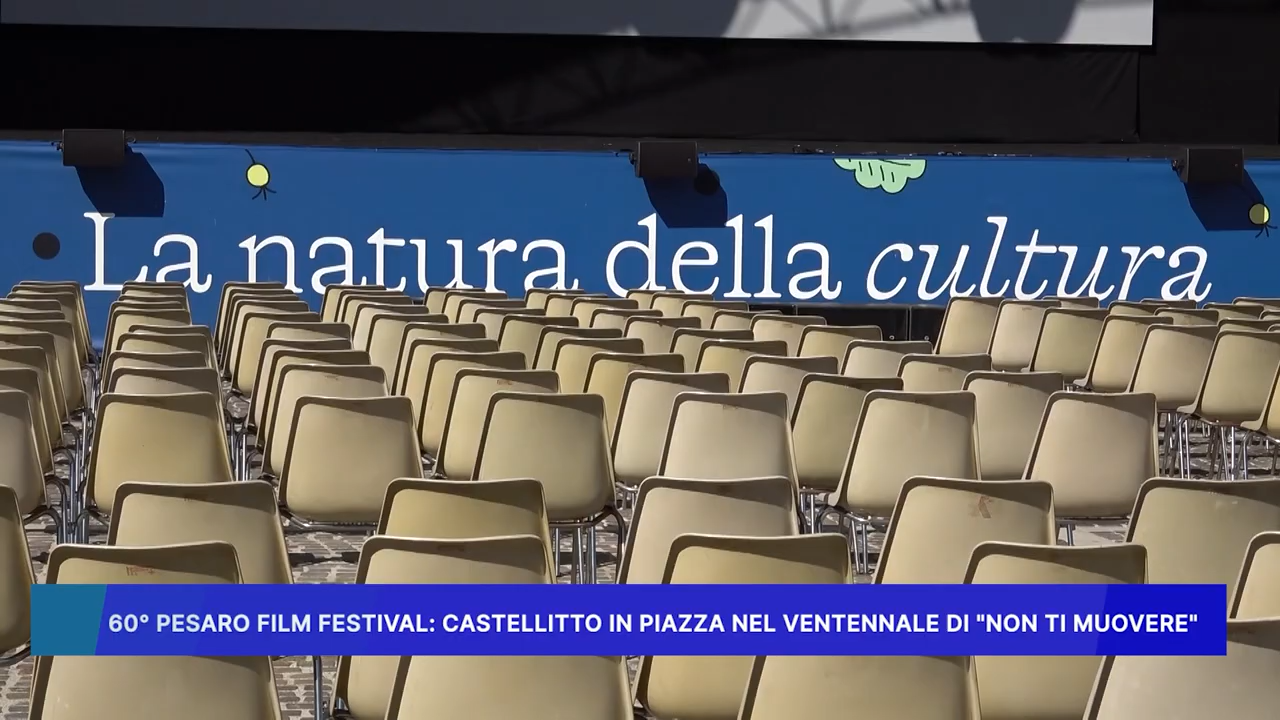 La natura della cultura
60° PESARO FILM FESTIVAL: CASTELLITTO IN PIAZZA NEL VENTENNALE DI "NON TI MUOVERE"